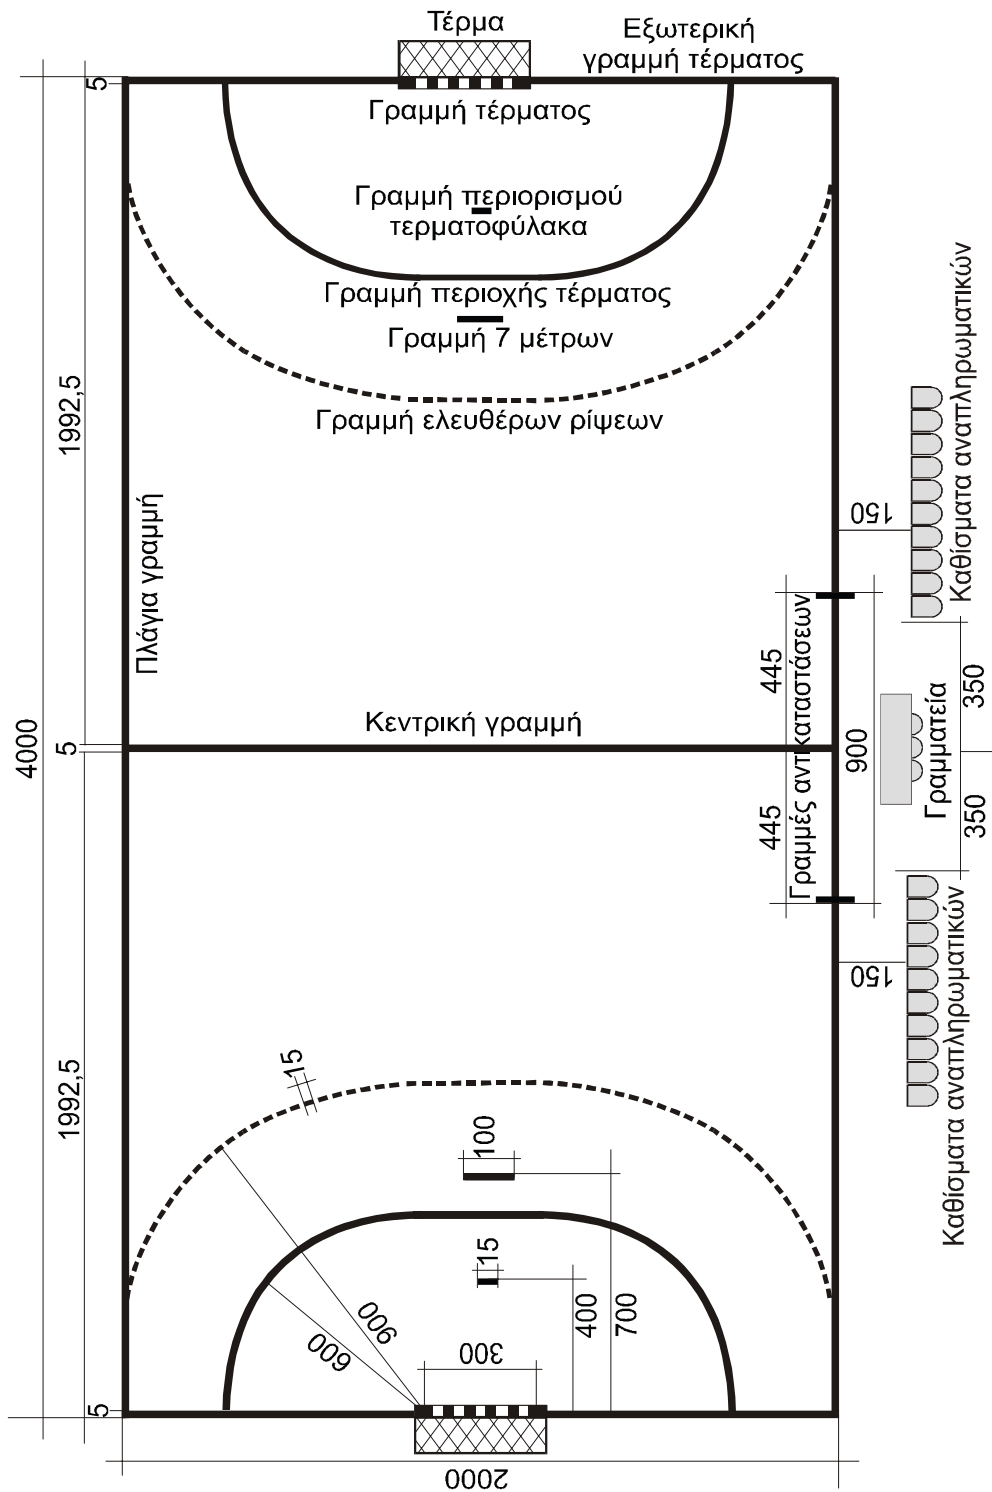 Τέρμα
Εξωτερική
γραμμή τέρματος
5
Γραμμή τέρματος
Γραμμή περιορισμού
τερματοφύλακα
Γραμμή περιοχής τέρματος
Γραμμή 7 μέτρων
Γραμμή ελευθέρων ρίψεων
1992,5
Πλάγια γραμμή
150
Καθίσματα αναπληρωματικών
4000
5
Κεντρική γραμμή
445
445
Γραμμές αντικαταστάσεων
900
Γραμματεία
350
350
150
Καθίσματα αναπληρωματικών
1992,5
15
100
15
400
700
900
600
300
5
2000